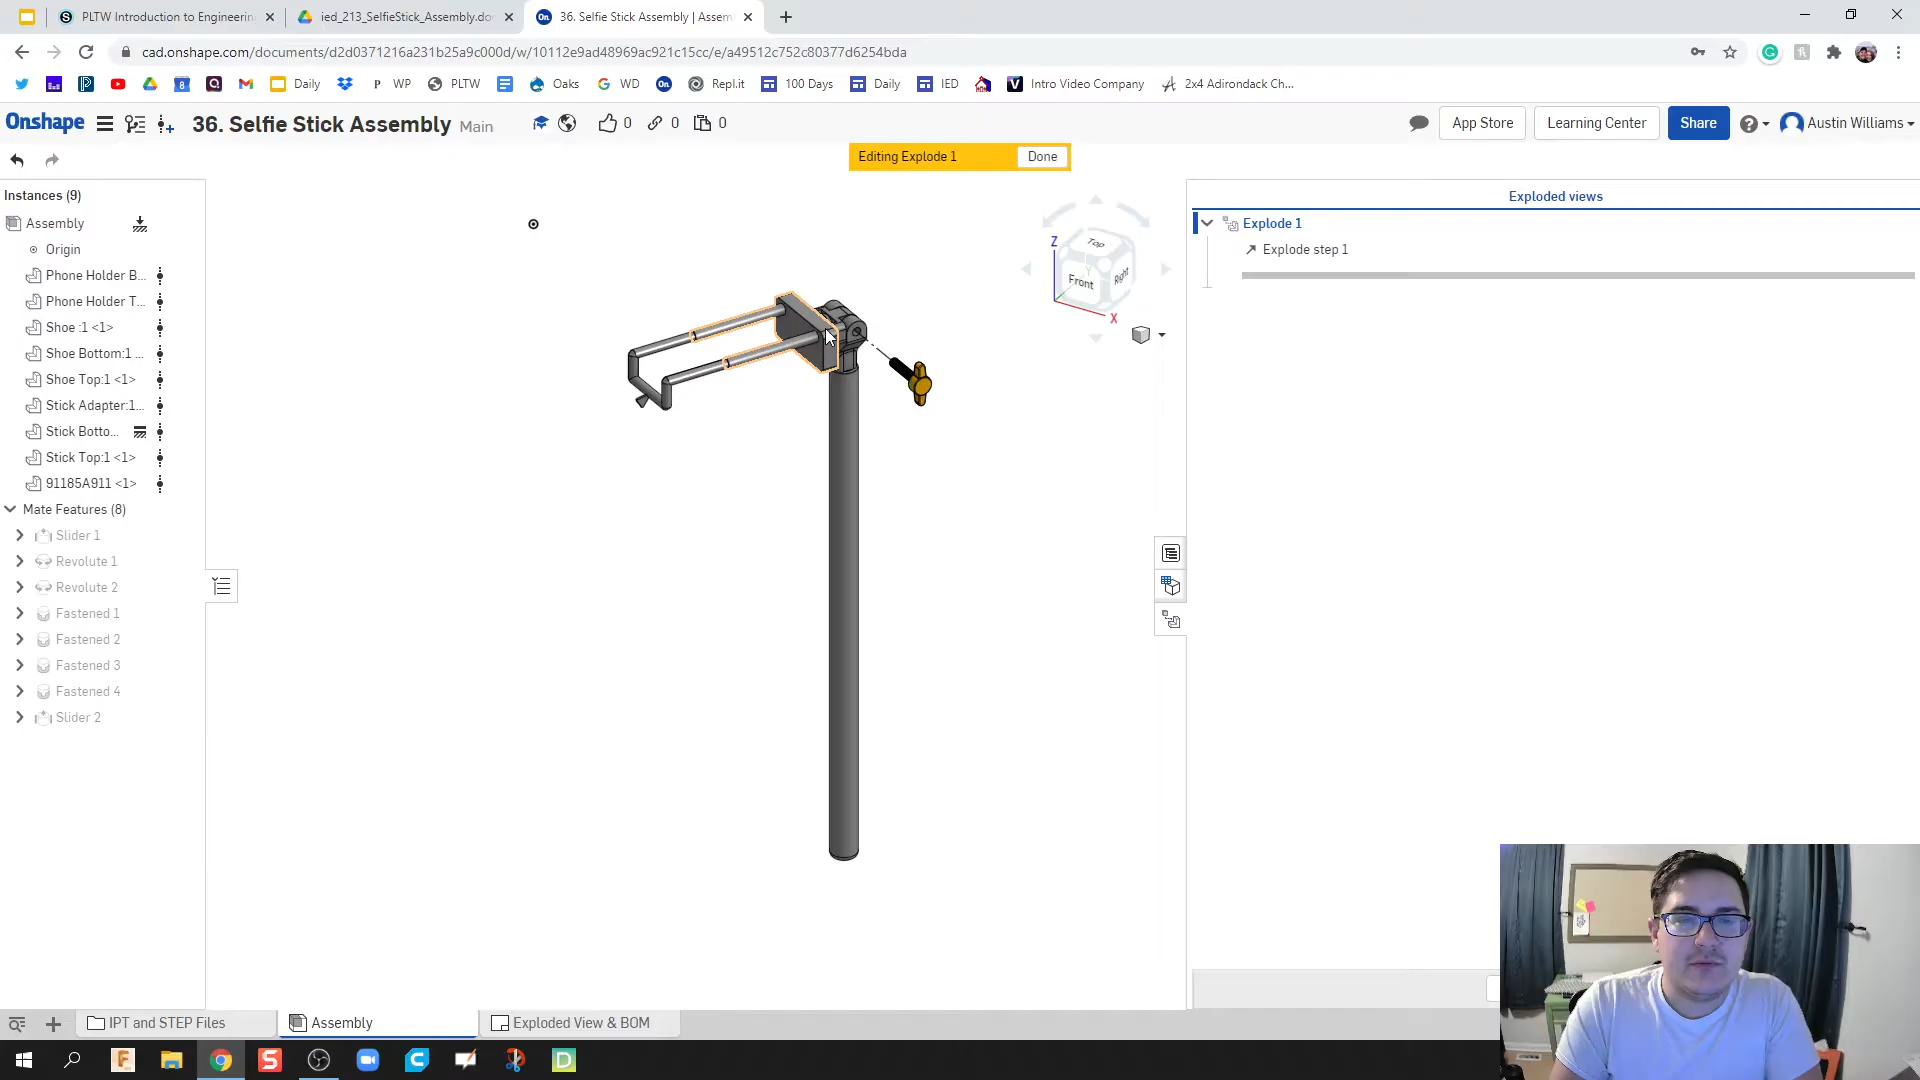 PLTW Introduction to Engineerin
ied_213_SelfieStick_Assembly.do
36. Selfie Stick Assembly | Assem
cad.onshape.com/documents/d2d0371216a231b25a9c000d/w/10112e9ad48969ac921c15cc/e/a49512c752c80377d6254bda
Daily WP PLTW Oaks WD Repl.it 100 Days Daily IED Intro Video Company 2x4 Adirondack Ch...
Onshape 36. Selfie Stick Assembly Main 0 0 0 App Store Learning Center Share Austin Williams
Editing Explode 1 Done
Instances (9)
Assembly
Origin
Phone Holder B...
Phone Holder T...
Shoe :1 <1>
Shoe Bottom:1 ...
Shoe Top:1 <1>
Stick Adapter:1...
Stick Botto...
Stick Top:1 <1>
91185A911 <1>
Mate Features (8)
Slider 1
Revolute 1
Revolute 2
Fastened 1
Fastened 2
Fastened 3
Fastened 4
Slider 2
Z
Top
Front
Right
Y
X
Exploded views
Explode 1
Explode step 1
IPT and STEP Files
Assembly
Exploded View & BOM